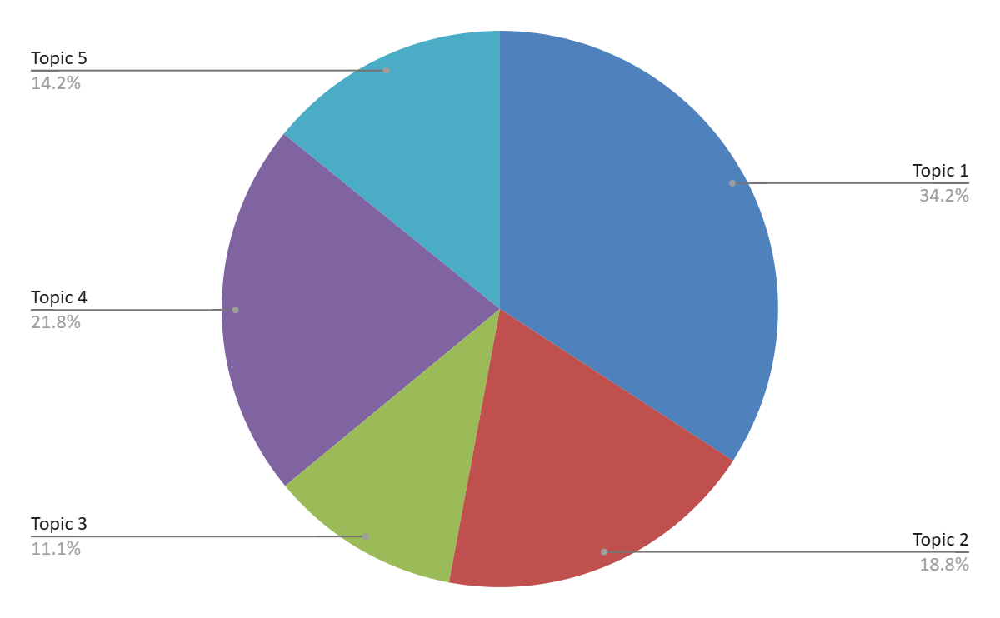 Topic 5
14.2%
Topic 1
34.2%
Topic 4
21.8%
Topic 3
11.1%
Topic 2
18.8%